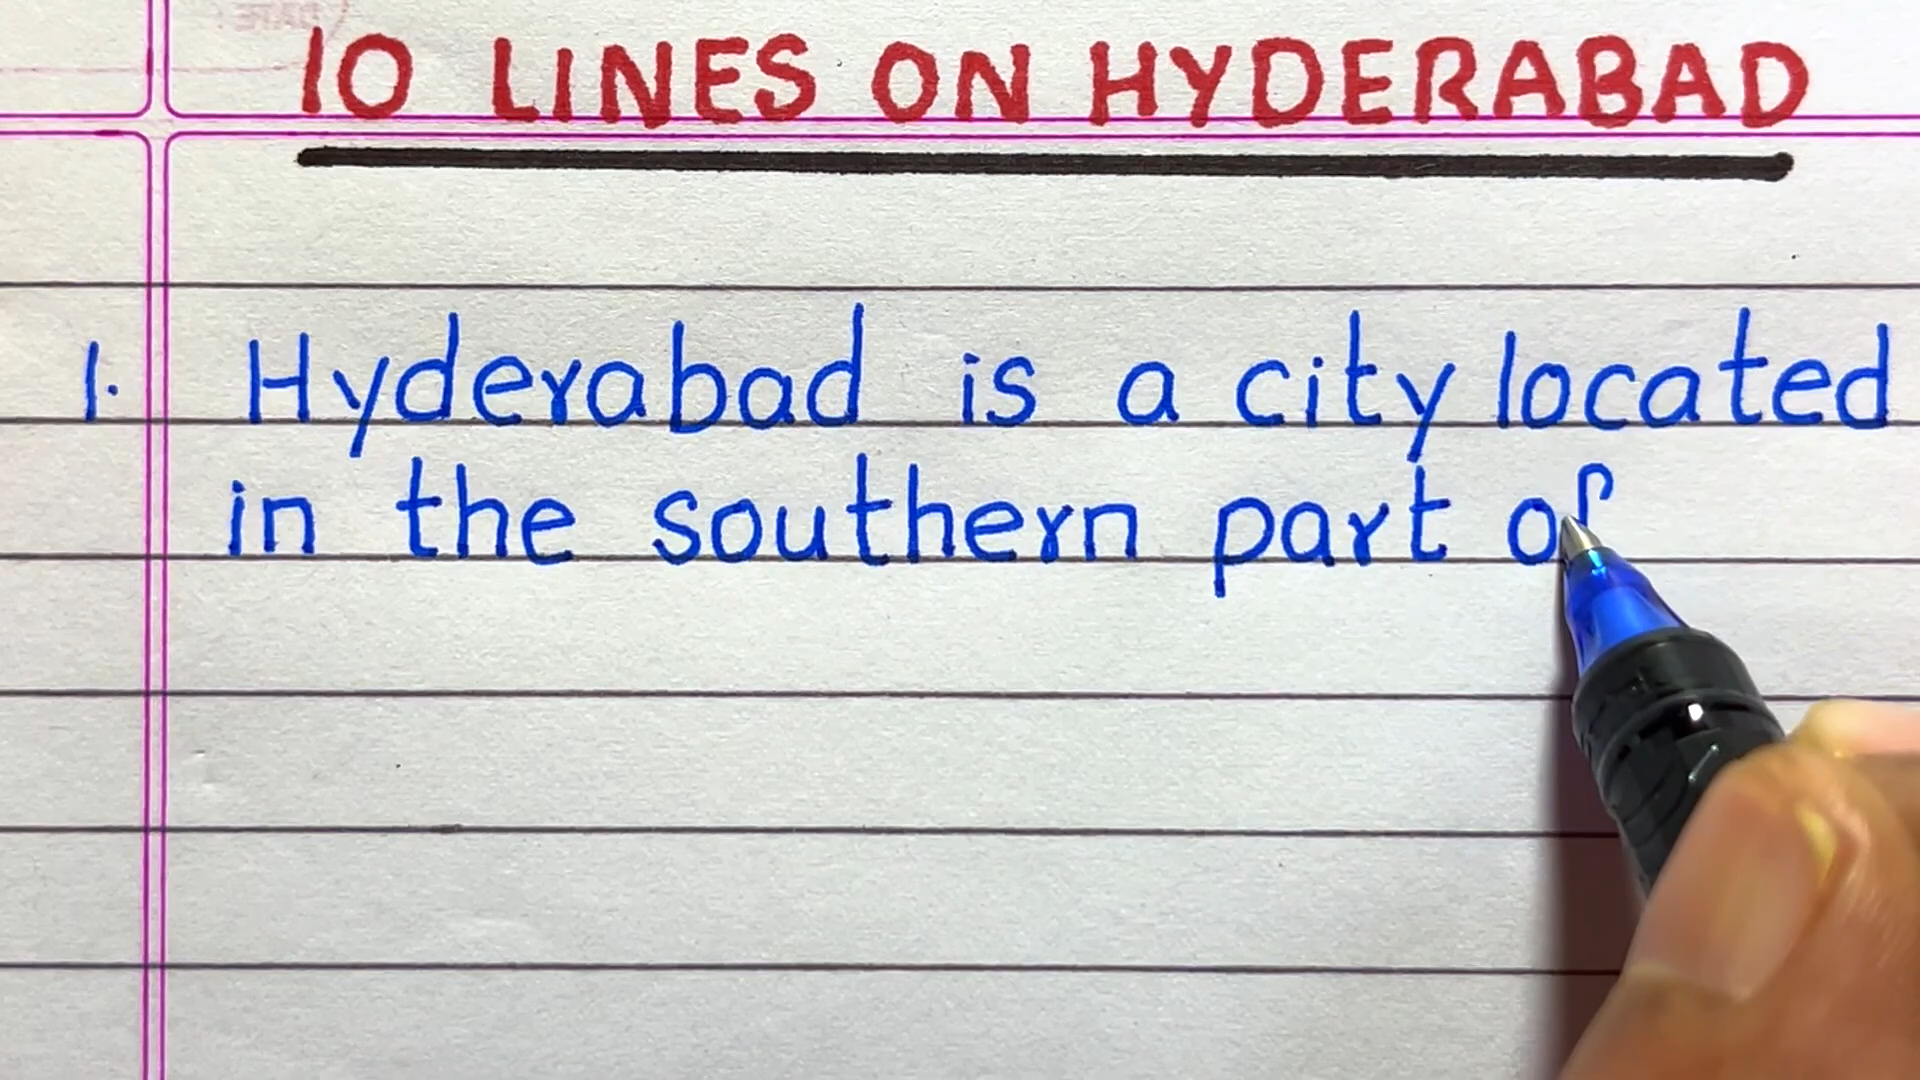 10 LINES ON HYDERABAD
1. Hyderabad is a city located
in the southern part of